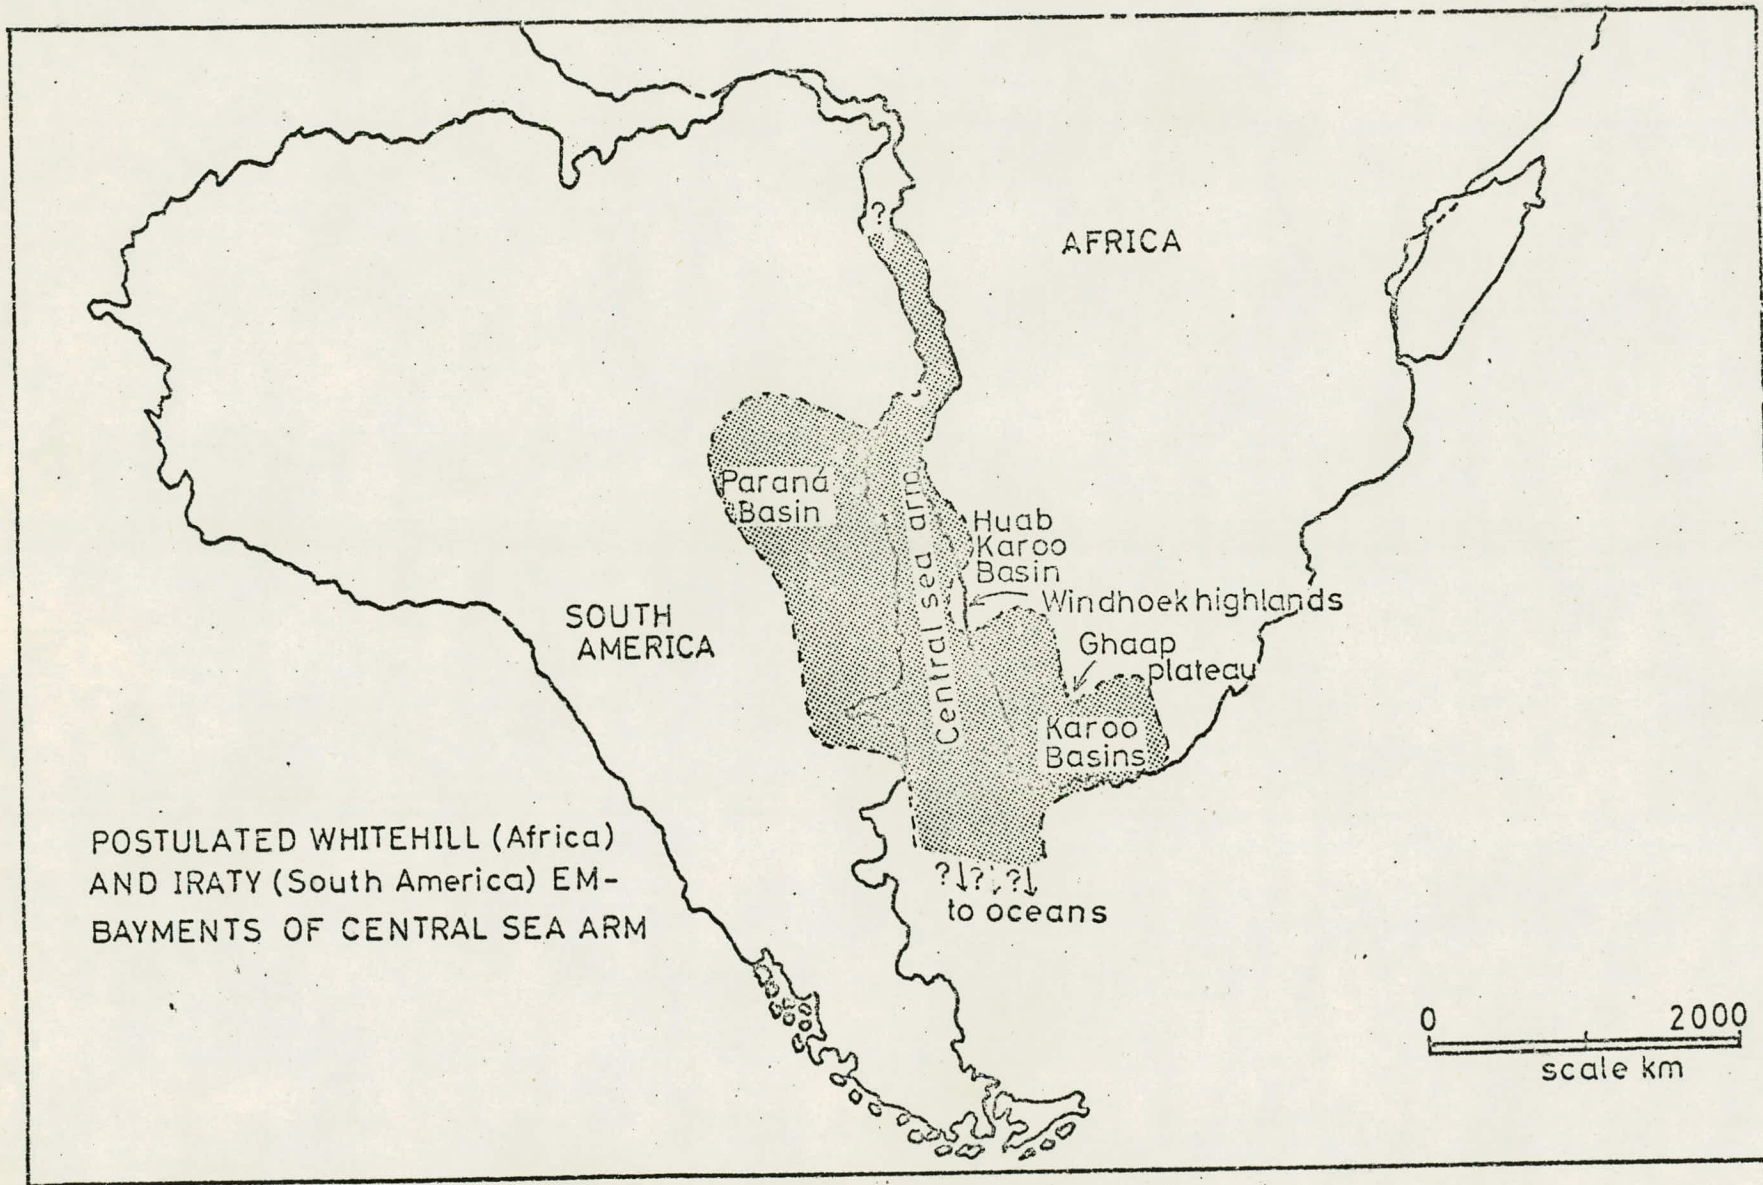 AFRICA
?
Paraná
Basin
Central sea arm
Huab
Karoo
Basin
Windhoek highlands
SOUTH
AMERICA
Ghaap
plateau
Karoo
Basins
POSTULATED WHITEHILL (Africa)
AND IRATY (South America) EM-
BAYMENTS OF CENTRAL SEA ARM
?↓?↓?↓
to oceans
0 2000
scale km